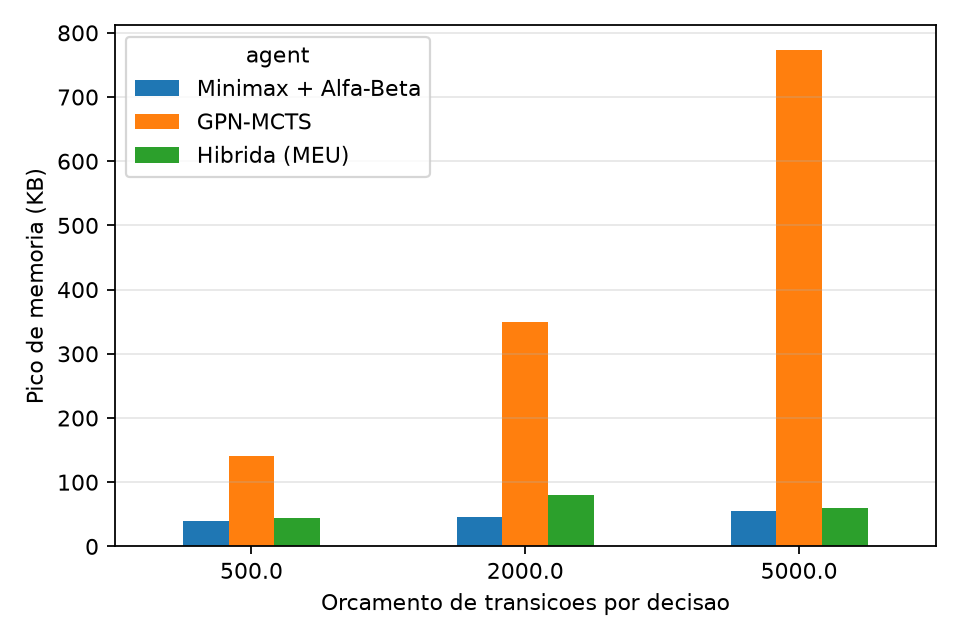 800
700
600
500
400
300
200
100
0
Pico de memoria (KB)
agent
Minimax + Alfa-Beta
GPN-MCTS
Hibrida (MEU)
500.0 2000.0 5000.0
Orcamento de transicoes por decisao